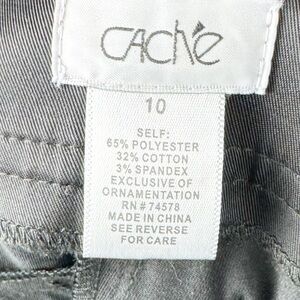 CACHé
10
SELF:
65% POLYESTER
32% COTTON
3% SPANDEX
EXCLUSIVE OF
ORNAMENTATION
RN # 74578
MADE IN CHINA
SEE REVERSE
FOR CARE